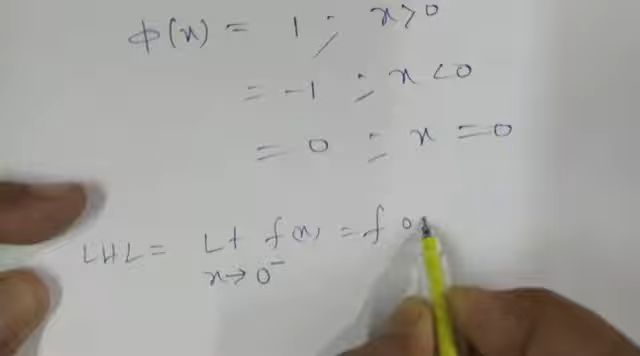 φ(x) = 1 ; x>0
= -1 ; x<0
= 0 ; x = 0
LHL = Lt f(x) = f 0
x→0⁻